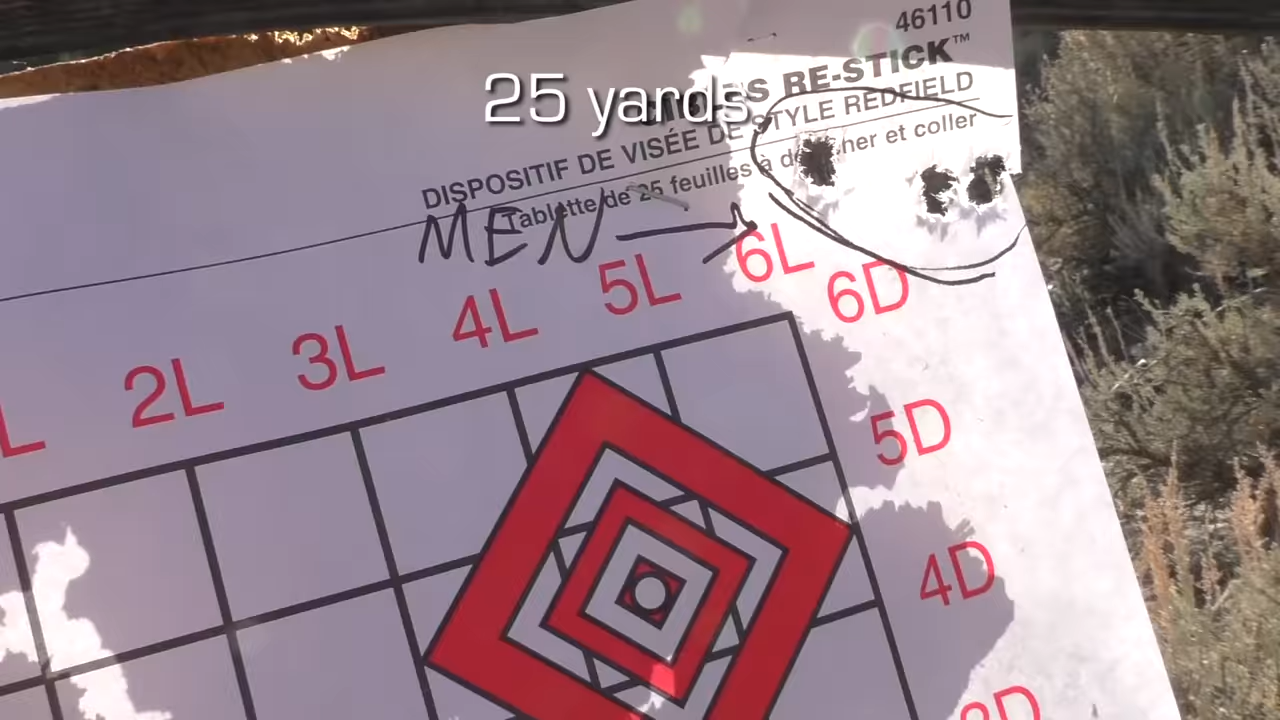 46110
25 yards
RE-STICK™
DISPOSITIF DE VISÉE DE STYLE REDFIELD
Tablette de 25 feuilles à et coller
MEN
6L
5L
6D
4L
3L
2L
5D
4D